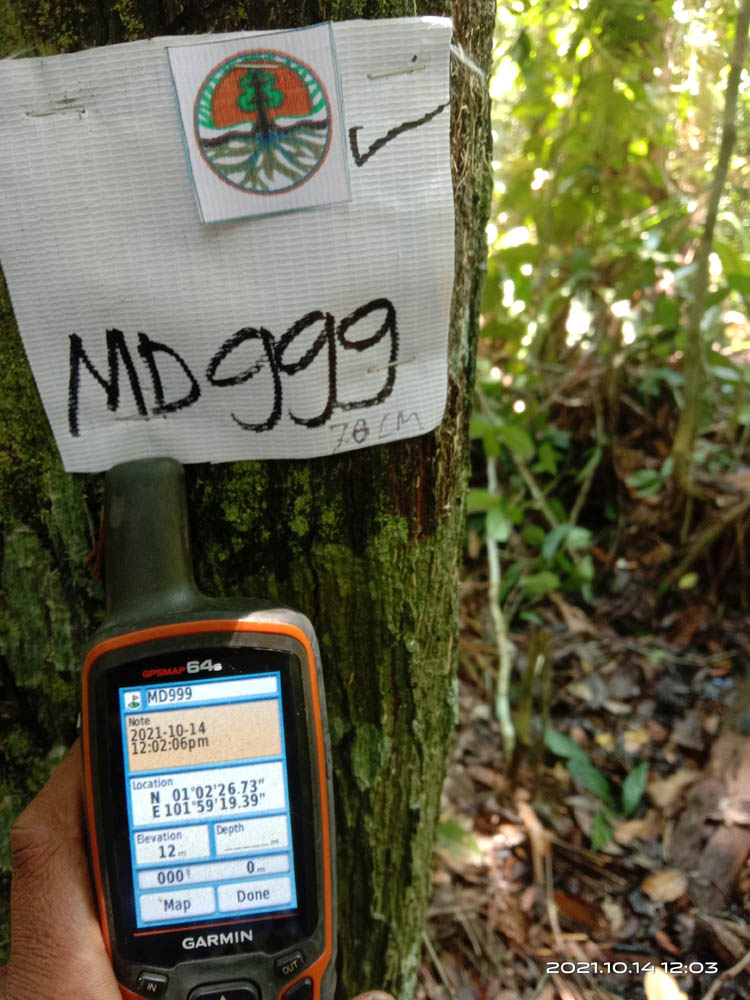 MD999
78 CM
GPSMAP 64s
MD999
Note
2021-10-14
12:02:06pm
Location
N 01°02'26.73"
E 101°59'19.39"
Elevation
12 m
Depth
_____ m
000°
0 m
Map
Done
GARMIN
IN
OUT
2021.10.14 12:03